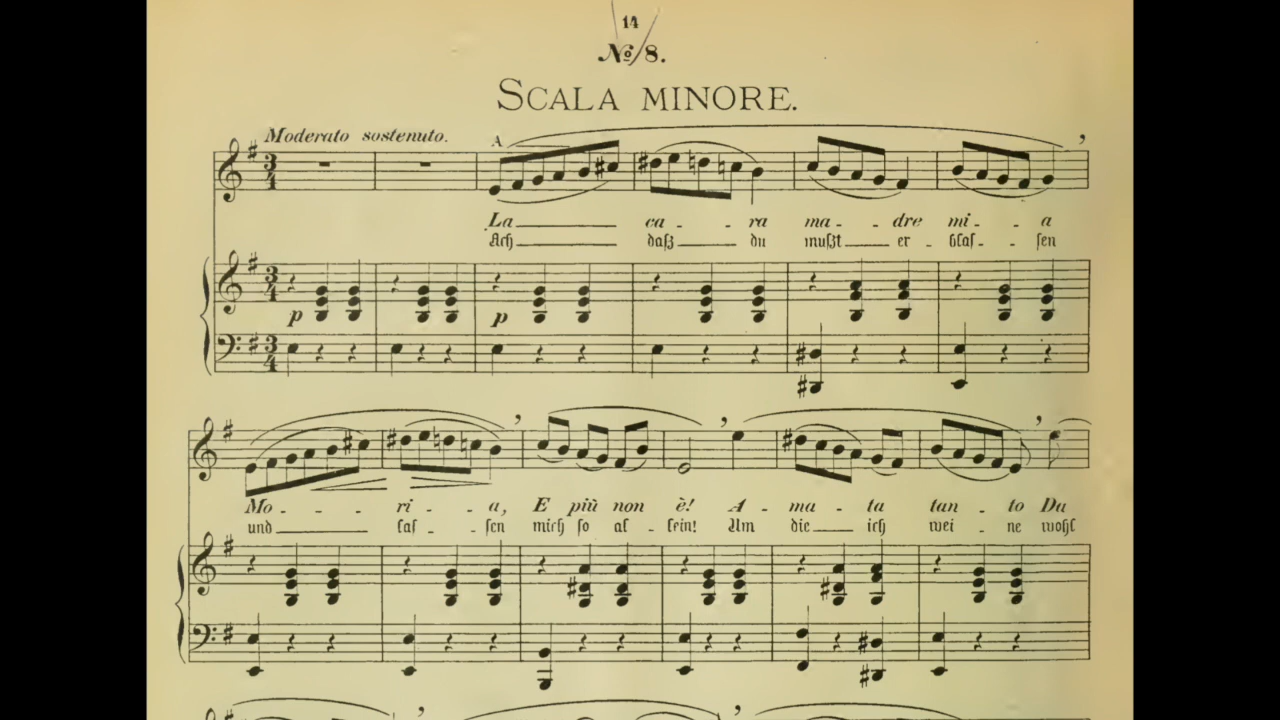 14
No. 8.
SCALA MINORE.
Moderato sostenuto.
A
La ca - ra ma - dre mi - a
Ach daß du mußt er - blas - sen
p p
Mo - ri - a, E più non è! A - ma - ta tan - to Da
und las - sen mich so al - lein! Um die ich wei - ne wohl